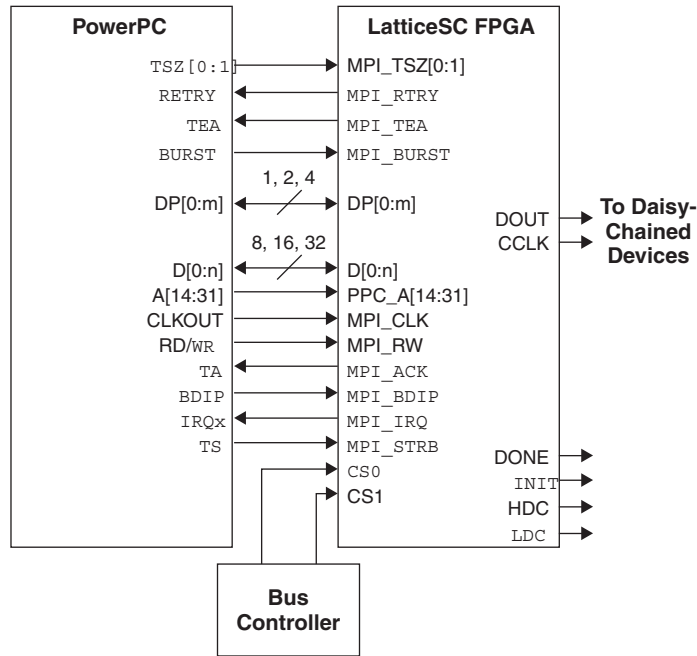 PowerPC LatticeSC FPGA
TSZ[0:1] MPI_TSZ[0:1]
RETRY MPI_RTRY
TEA MPI_TEA
BURST MPI_BURST
1, 2, 4
DP[0:m] DP[0:m]
DOUT To Daisy-
CCLK Chained
Devices
8, 16, 32
D[0:n] D[0:n]
A[14:31] PPC_A[14:31]
CLKOUT MPI_CLK
RD/WR MPI_RW
TA MPI_ACK
BDIP MPI_BDIP
IRQx MPI_IRQ
TS MPI_STRB
DONE
CS0
INIT
CS1
HDC
LDC
Bus
Controller